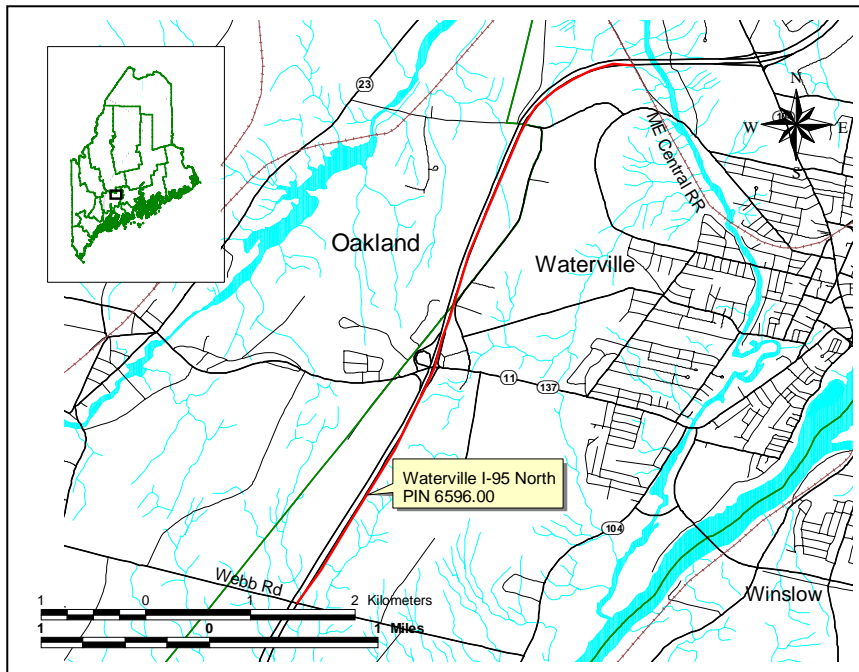 N
W E
S
23
ME Central RR
Oakland
Waterville
11
137
Waterville I-95 North
PIN 6596.00
104
Webb Rd
Winslow
1 0 1 2 Kilometers
1 0 1 Miles